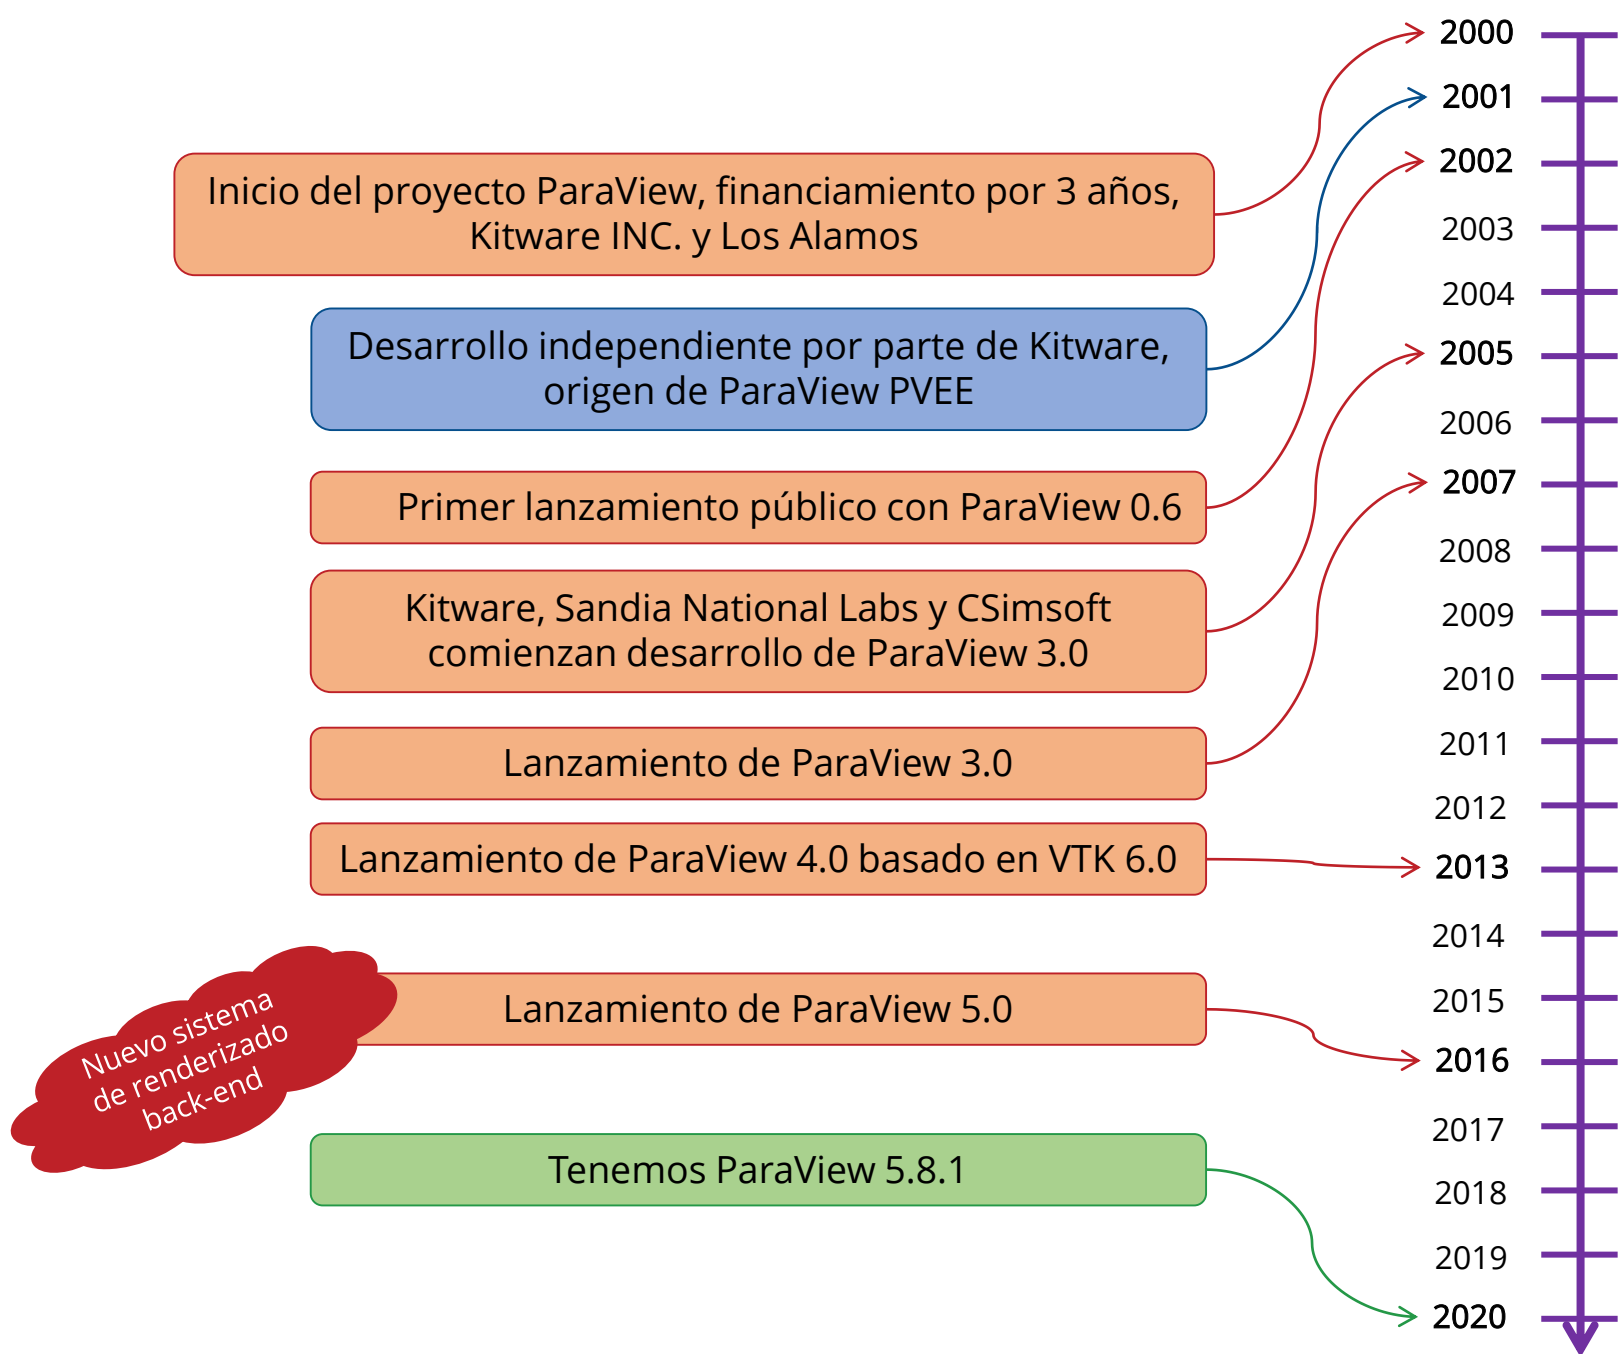 Inicio del proyecto ParaView, financiamiento por 3 años,
Kitware INC. y Los Alamos
Desarrollo independiente por parte de Kitware,
origen de ParaView PVEE
Primer lanzamiento público con ParaView 0.6
Kitware, Sandia National Labs y CSimsoft
comienzan desarrollo de ParaView 3.0
Lanzamiento de ParaView 3.0
Lanzamiento de ParaView 4.0 basado en VTK 6.0
Nuevo sistema
de renderizado
back-end
Lanzamiento de ParaView 5.0
Tenemos ParaView 5.8.1
2000
2001
2002
2003
2004
2005
2006
2007
2008
2009
2010
2011
2012
2013
2014
2015
2016
2017
2018
2019
2020